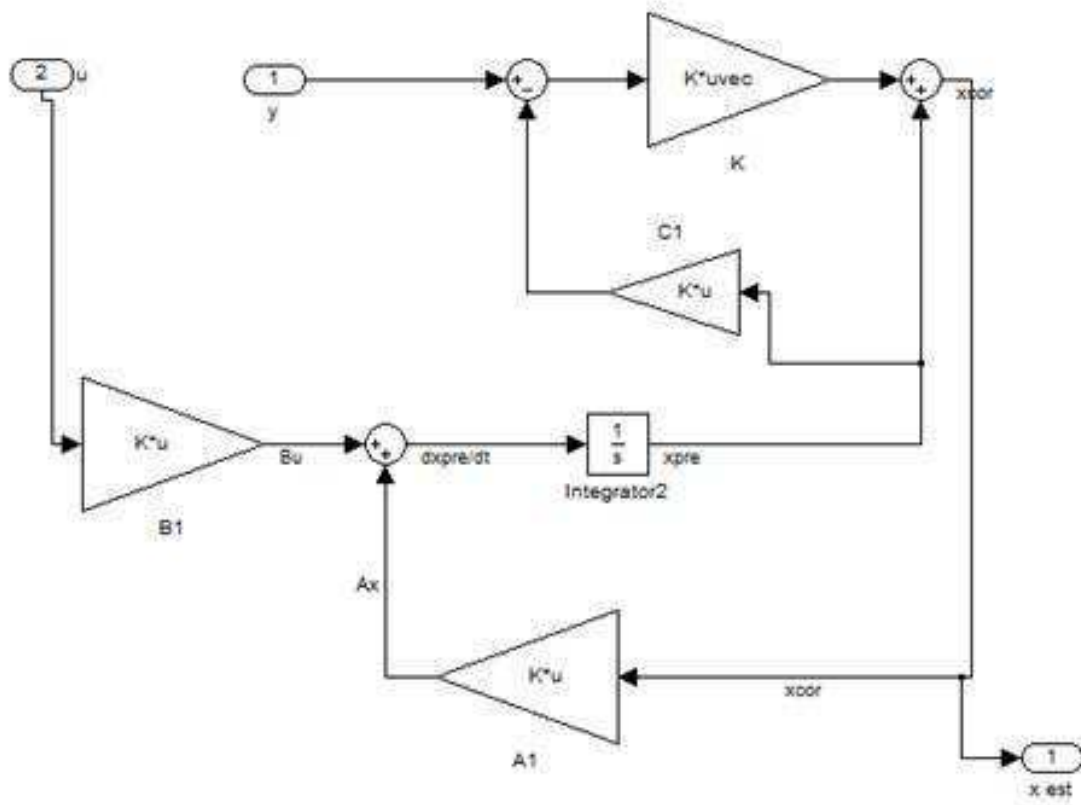 2
u
1
y
+
−
K*uvec
K
+
+
xcor
C1
K*u
K*u
B1
Bu
+
+
dxpre/dt
1
s
Integrator2
xpre
Ax
K*u
A1
xcor
1
x est